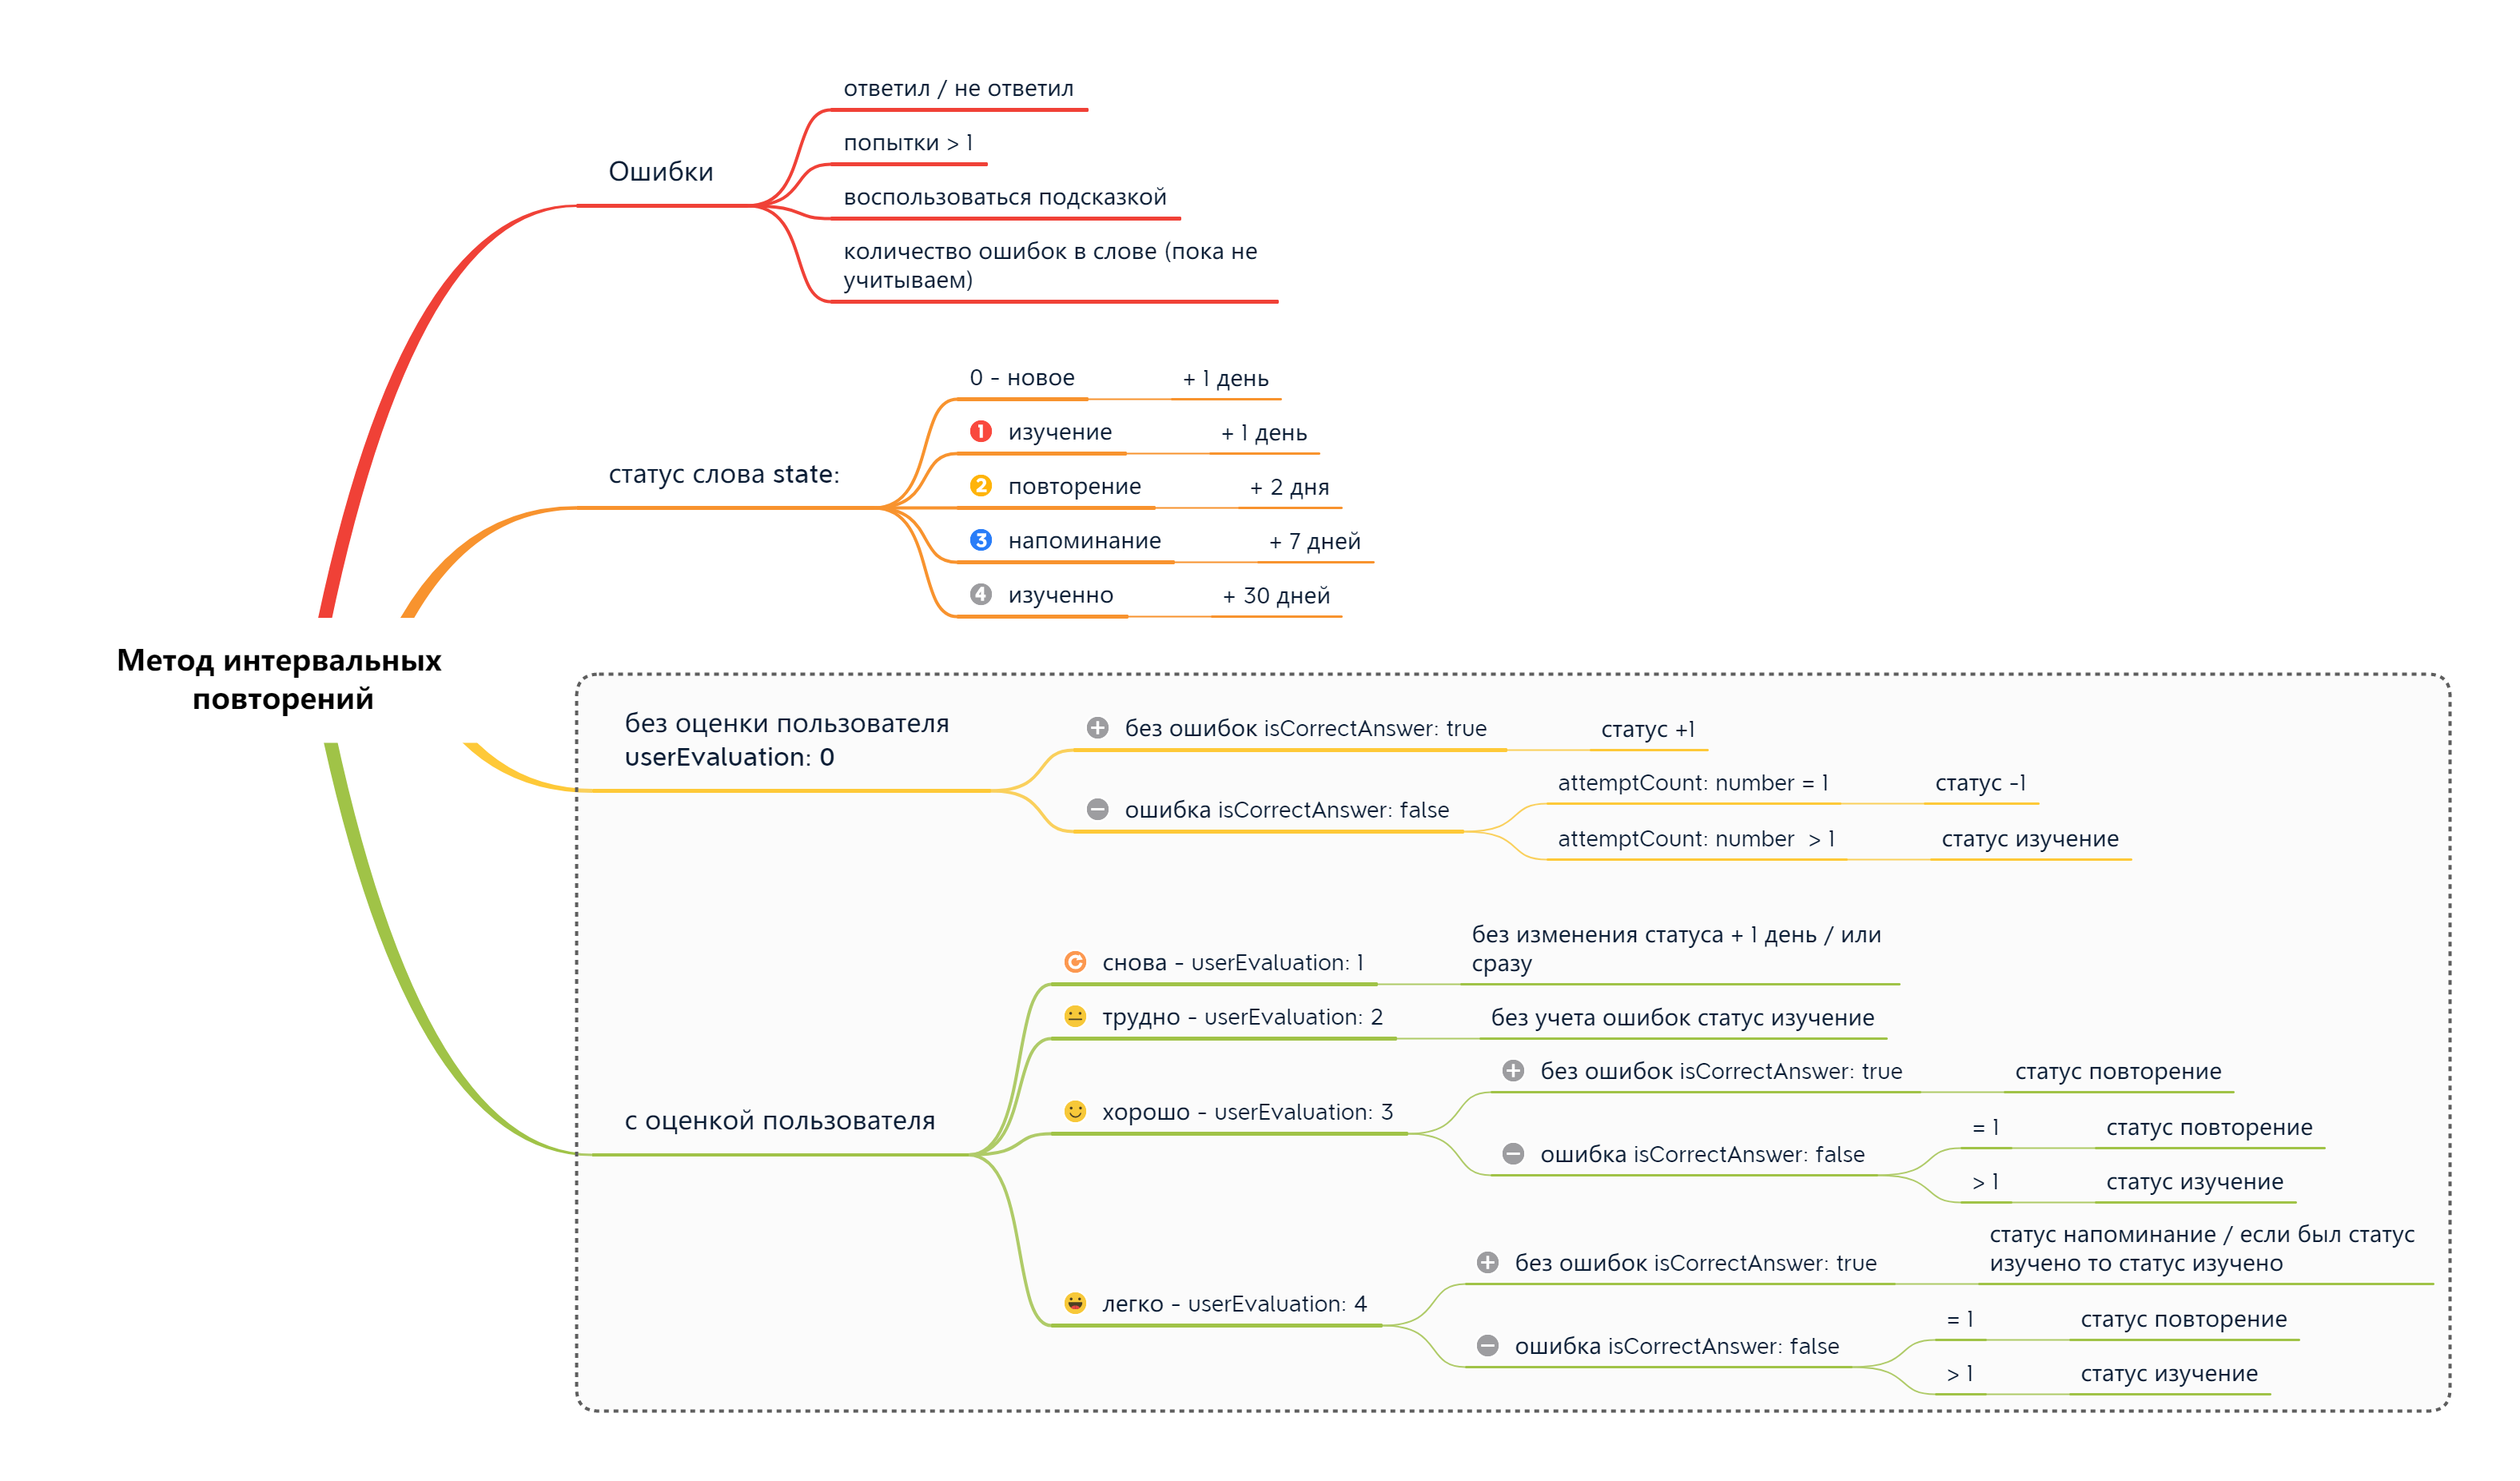 Метод интервальных
повторений
Ошибки
ответил / не ответил
попытки > 1
воспользоваться подсказкой
количество ошибок в слове (пока не
учитываем)
статус слова state:
0 - новое
+ 1 день
1 изучение
+ 1 день
2 повторение
+ 2 дня
3 напоминание
+ 7 дней
4 изученно
+ 30 дней
без оценки пользователя
userEvaluation: 0
без ошибок isCorrectAnswer: true
статус +1
ошибка isCorrectAnswer: false
attemptCount: number = 1
статус -1
attemptCount: number  > 1
статус изучение
с оценкой пользователя
снова - userEvaluation: 1
без изменения статуса + 1 день / или
сразу
трудно - userEvaluation: 2
без учета ошибок статус изучение
хорошо - userEvaluation: 3
без ошибок isCorrectAnswer: true
статус повторение
ошибка isCorrectAnswer: false
= 1
статус повторение
> 1
статус изучение
легко - userEvaluation: 4
без ошибок isCorrectAnswer: true
статус напоминание / если был статус
изучено то статус изучено
ошибка isCorrectAnswer: false
= 1
статус повторение
> 1
статус изучение